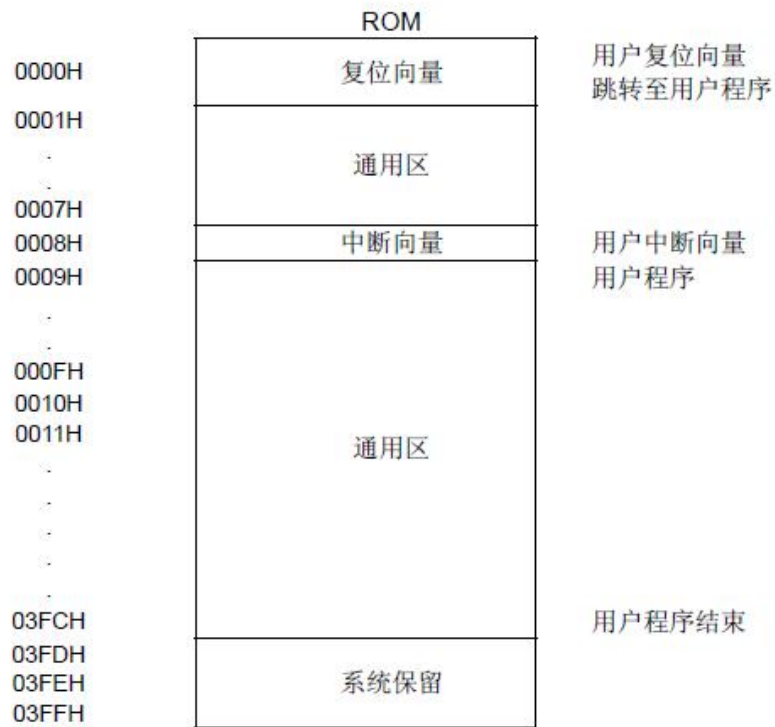 ROM
0000H 复位向量 用户复位向量
跳转至用户程序
0001H
.
通用区
.
0007H
0008H 中断向量 用户中断向量
0009H 用户程序
.
.
000FH
0010H
0011H 通用区
.
.
.
.
.
03FCH 用户程序结束
03FDH
03FEH 系统保留
03FFH